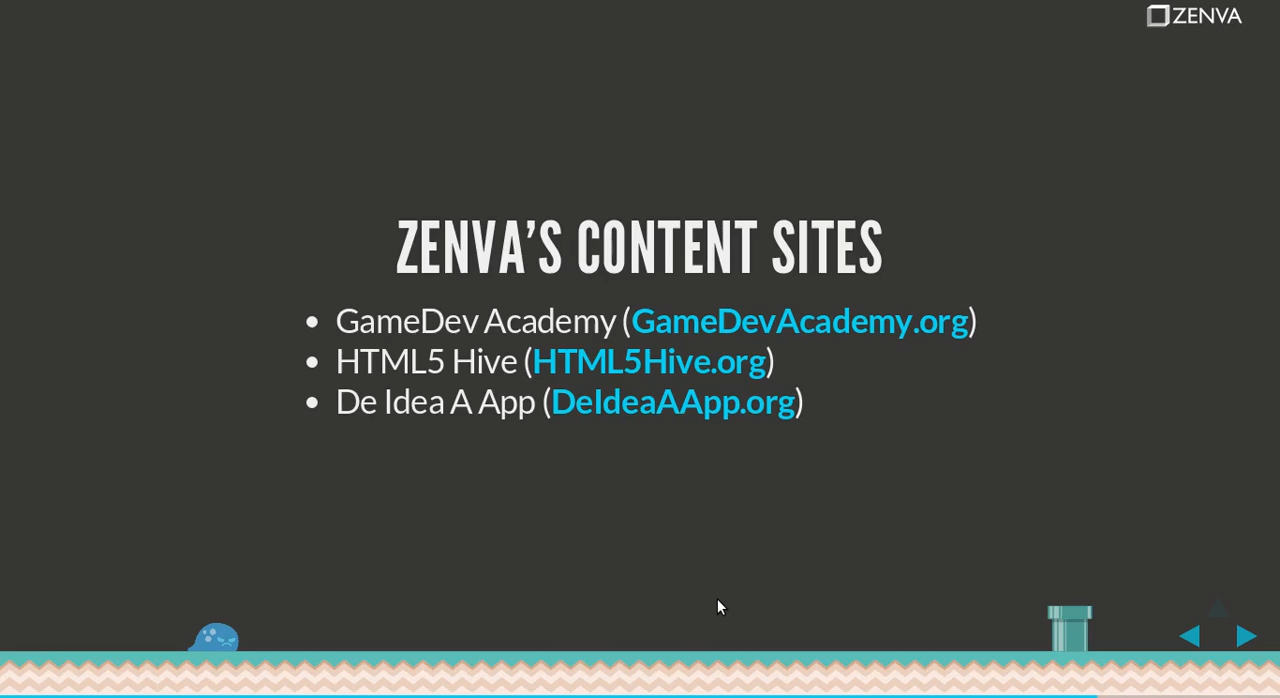 ZENVA
ZENVA'S CONTENT SITES
• GameDev Academy (GameDevAcademy.org)
• HTML5 Hive (HTML5Hive.org)
• De Idea A App (DeIdeaAApp.org)